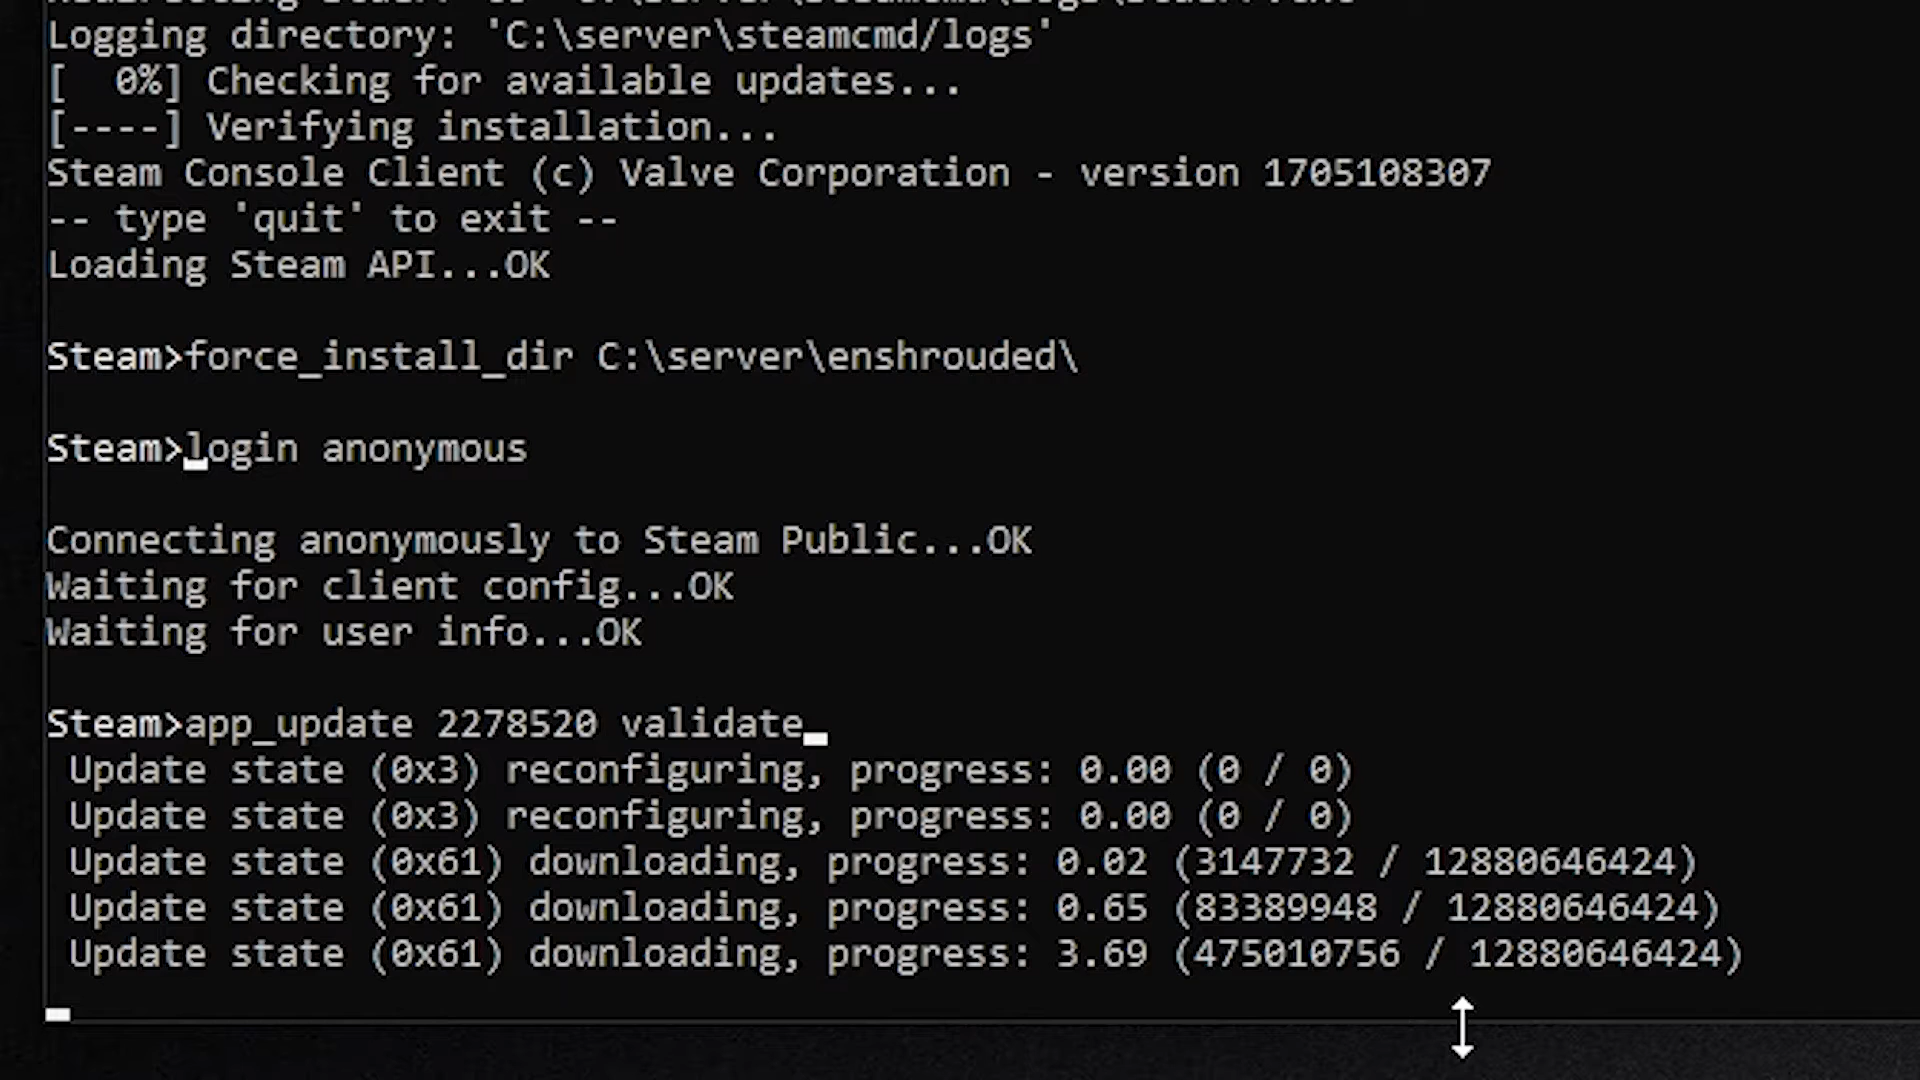 Logging directory: 'C:\server\steamcmd/logs'
[  0%] Checking for available updates...
[----] Verifying installation...
Steam Console Client (c) Valve Corporation - version 1705108307
-- type 'quit' to exit --
Loading Steam API...OK
Steam>force_install_dir C:\server\enshrouded\
Steam>login anonymous
Connecting anonymously to Steam Public...OK
Waiting for client config...OK
Waiting for user info...OK
Steam>app_update 2278520 validate
Update state (0x3) reconfiguring, progress: 0.00 (0 / 0)
Update state (0x3) reconfiguring, progress: 0.00 (0 / 0)
Update state (0x61) downloading, progress: 0.02 (3147732 / 12880646424)
Update state (0x61) downloading, progress: 0.65 (83389948 / 12880646424)
Update state (0x61) downloading, progress: 3.69 (475010756 / 12880646424)